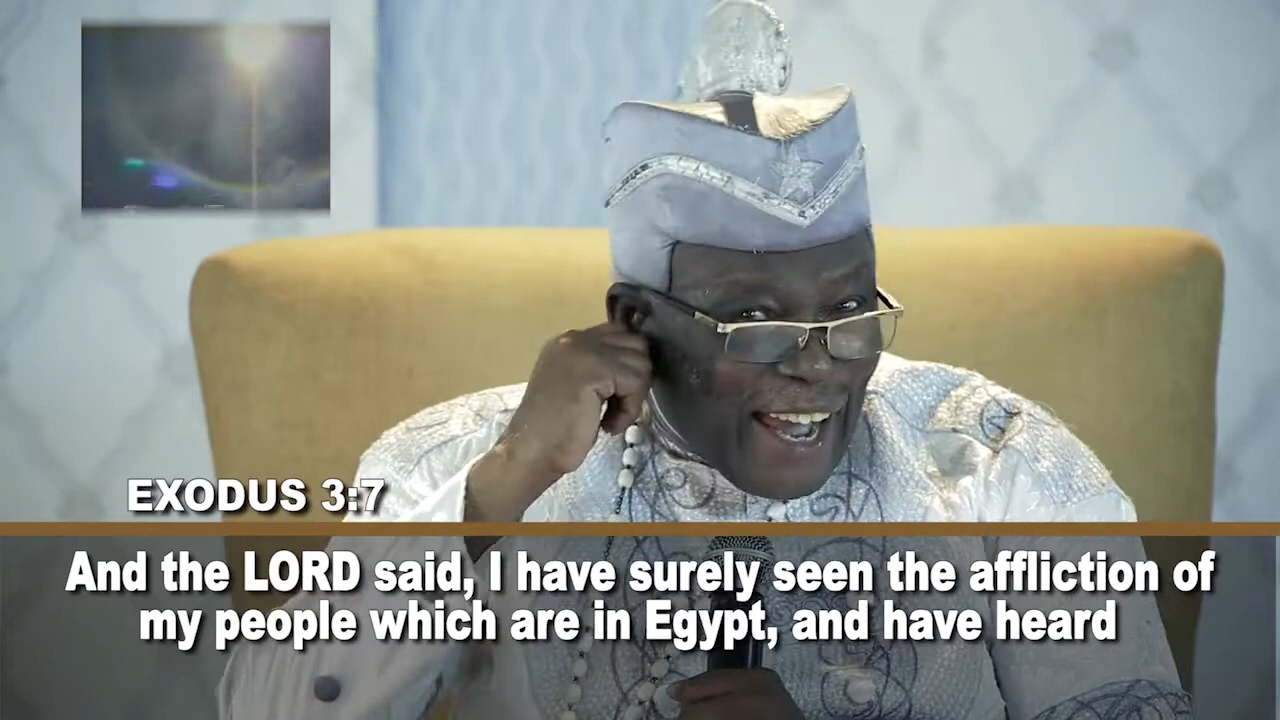 EXODUS 3:7
And the LORD said, I have surely seen the affliction of
my people which are in Egypt, and have heard